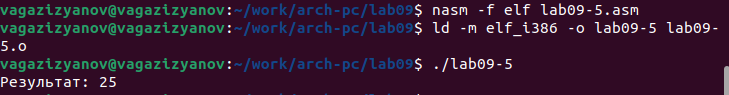 vagazizyanov@vagazizyanov:~/work/arch-pc/lab09$ nasm -f elf lab09-5.asm
vagazizyanov@vagazizyanov:~/work/arch-pc/lab09$ ld -m elf_i386 -o lab09-5 lab09-
5.o
vagazizyanov@vagazizyanov:~/work/arch-pc/lab09$ ./lab09-5
Результат: 25